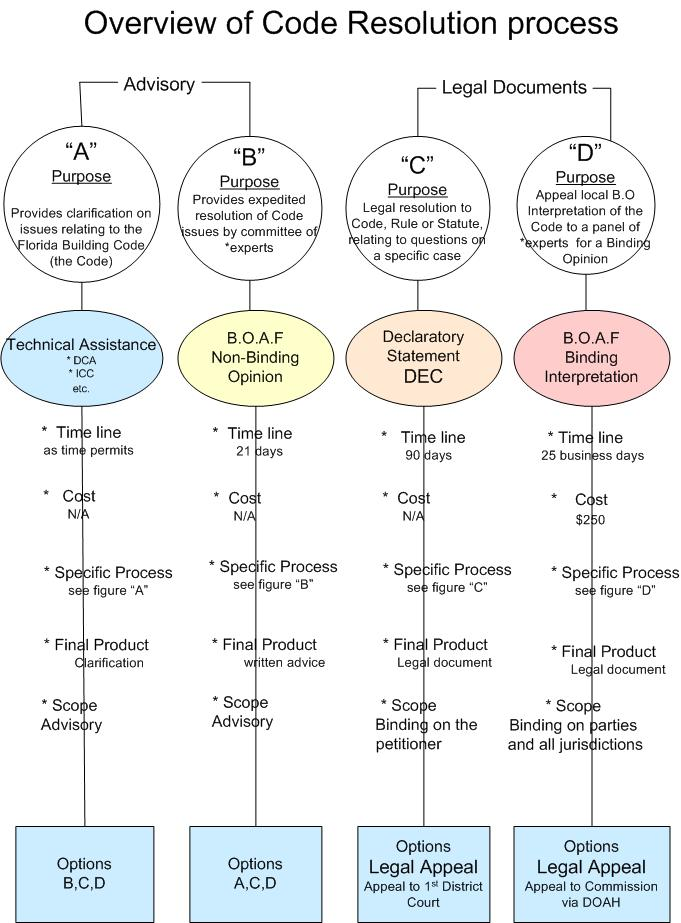 Overview of Code Resolution process
Advisory
Legal Documents
“A”
Purpose
Provides clarification on
issues relating to the
Florida Building Code
(the Code)
“B”
Purpose
Provides expedited
resolution of Code
issues by committee of
*experts
“C”
Purpose
Legal resolution to
Code, Rule or Statute,
relating to questions on
a specific case
“D”
Purpose
Appeal local B.O
Interpretation of the
Code to a panel of
*experts for a Binding
Opinion
Technical Assistance
* DCA
* ICC
etc.
B.O.A.F
Non-Binding
Opinion
Declaratory
Statement
DEC
B.O.A.F
Binding
Interpretation
* Time line
as time permits
* Cost
N/A
* Specific Process
see figure “A”
* Final Product
Clarification
* Scope
Advisory
* Time line
21 days
* Cost
N/A
* Specific Process
see figure “B”
* Final Product
written advice
* Scope
Advisory
* Time line
90 days
* Cost
N/A
* Specific Process
see figure “C”
* Final Product
Legal document
* Scope
Binding on the
petitioner
* Time line
25 business days
* Cost
$250
* Specific Process
see figure “D”
* Final Product
Legal document
* Scope
Binding on parties
and all jurisdictions
Options
B,C,D
Options
A,C,D
Options
Legal Appeal
Appeal to 1st District
Court
Options
Legal Appeal
Appeal to Commission
via DOAH